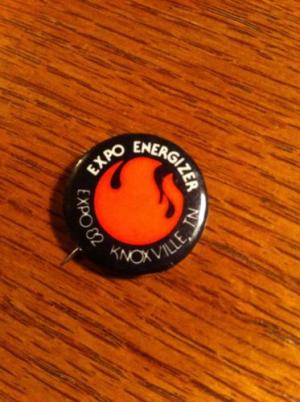 EXPO ENERGIZER
EXPO 82 KNOXVILLE, TN